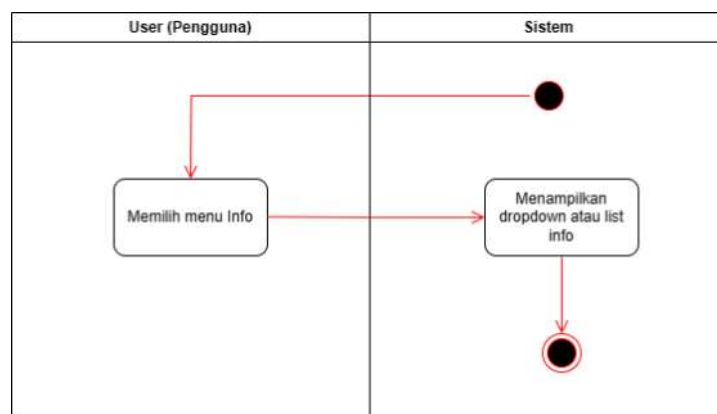 User (Pengguna)
Sistem
Memilih menu Info
Menampilkan
dropdown atau list
info